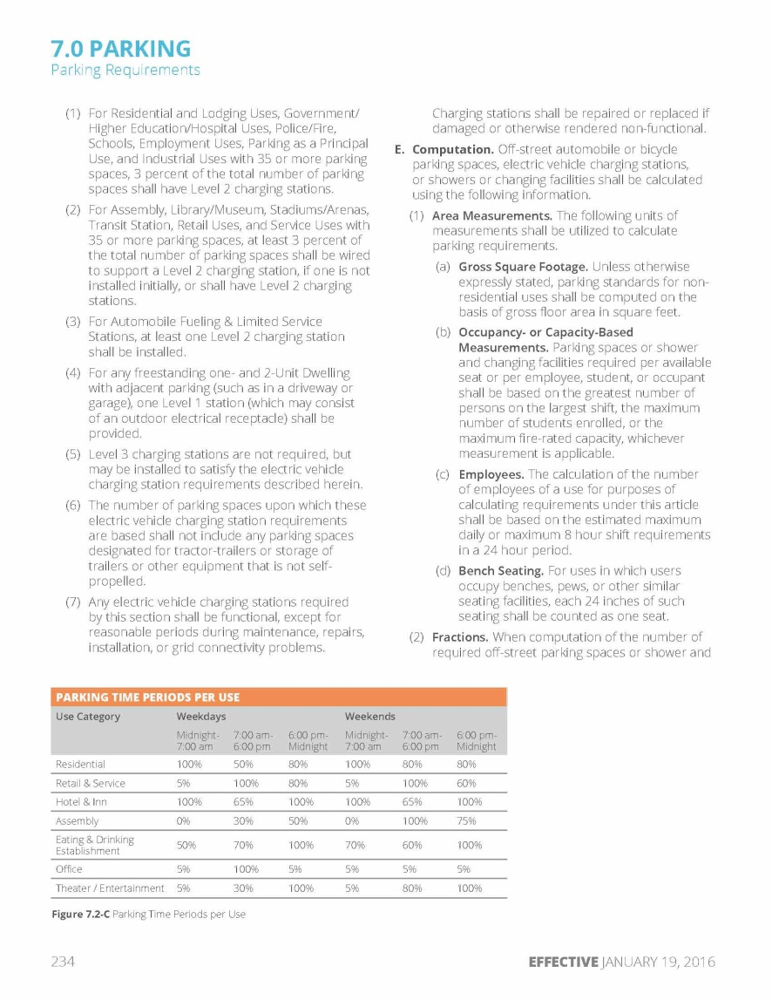 7.0 PARKING
Parking Requirements
(1) For Residential and Lodging Uses, Government/
Higher Education/Hospital Uses, Police/Fire,
Schools, Employment Uses, Parking as a Principal
Use, and Industrial Uses with 35 or more parking
spaces, 3 percent of the total number of parking
spaces shall have Level 2 charging stations.
(2) For Assembly, Library/Museum, Stadiums/Arenas,
Transit Station, Retail Uses, and Service Uses with
35 or more parking spaces, at least 3 percent of
the total number of parking spaces shall be wired
to support a Level 2 charging station, if one is not
installed initially, or shall have Level 2 charging
stations.
(3) For Automobile Fueling & Limited Service
Stations, at least one Level 2 charging station
shall be installed.
(4) For any freestanding one- and 2-Unit Dwelling
with adjacent parking (such as in a driveway or
garage), one Level 1 station (which may consist
of an outdoor electrical receptacle) shall be
provided.
(5) Level 3 charging stations are not required, but
may be installed to satisfy the electric vehicle
charging station requirements described herein.
(6) The number of parking spaces upon which these
electric vehicle charging station requirements
are based shall not include any parking spaces
designated for tractor-trailers or storage of
trailers or other equipment that is not self-
propelled.
(7) Any electric vehicle charging stations required
by this section shall be functional, except for
reasonable periods during maintenance, repairs,
installation, or grid connectivity problems.
Charging stations shall be repaired or replaced if
damaged or otherwise rendered non-functional.
E. Computation. Off-street automobile or bicycle
parking spaces, electric vehicle charging stations,
or showers or changing facilities shall be calculated
using the following information.
(1) Area Measurements. The following units of
measurements shall be utilized to calculate
parking requirements.
(a) Gross Square Footage. Unless otherwise
expressly stated, parking standards for non-
residential uses shall be computed on the
basis of gross floor area in square feet.
(b) Occupancy- or Capacity-Based
Measurements. Parking spaces or shower
and changing facilities required per available
seat or per employee, student, or occupant
shall be based on the greatest number of
persons on the largest shift, the maximum
number of students enrolled, or the
maximum fire-rated capacity, whichever
measurement is applicable.
(c) Employees. The calculation of the number
of employees of a use for purposes of
calculating requirements under this article
shall be based on the estimated maximum
daily or maximum 8 hour shift requirements
in a 24 hour period.
(d) Bench Seating. For uses in which users
occupy benches, pews, or other similar
seating facilities, each 24 inches of such
seating shall be counted as one seat.
(2) Fractions. When computation of the number of
required off-street parking spaces or shower and
PARKING TIME PERIODS PER USE
Use Category Weekdays Weekends
Midnight- 7:00 am- 6:00 pm- Midnight- 7:00 am- 6:00 pm-
7:00 am 6:00 pm Midnight 7:00 am 6:00 pm Midnight
Residential 100% 50% 80% 100% 80% 80%
Retail & Service 5% 100% 80% 5% 100% 60%
Hotel & Inn 100% 65% 100% 100% 65% 100%
Assembly 0% 30% 50% 0% 100% 75%
Eating & Drinking
Establishment 50% 70% 100% 70% 60% 100%
Office 5% 100% 5% 5% 5% 5%
Theater / Entertainment 5% 30% 100% 5% 80% 100%
Figure 7.2-C Parking Time Periods per Use
234 EFFECTIVE JANUARY 19, 2016